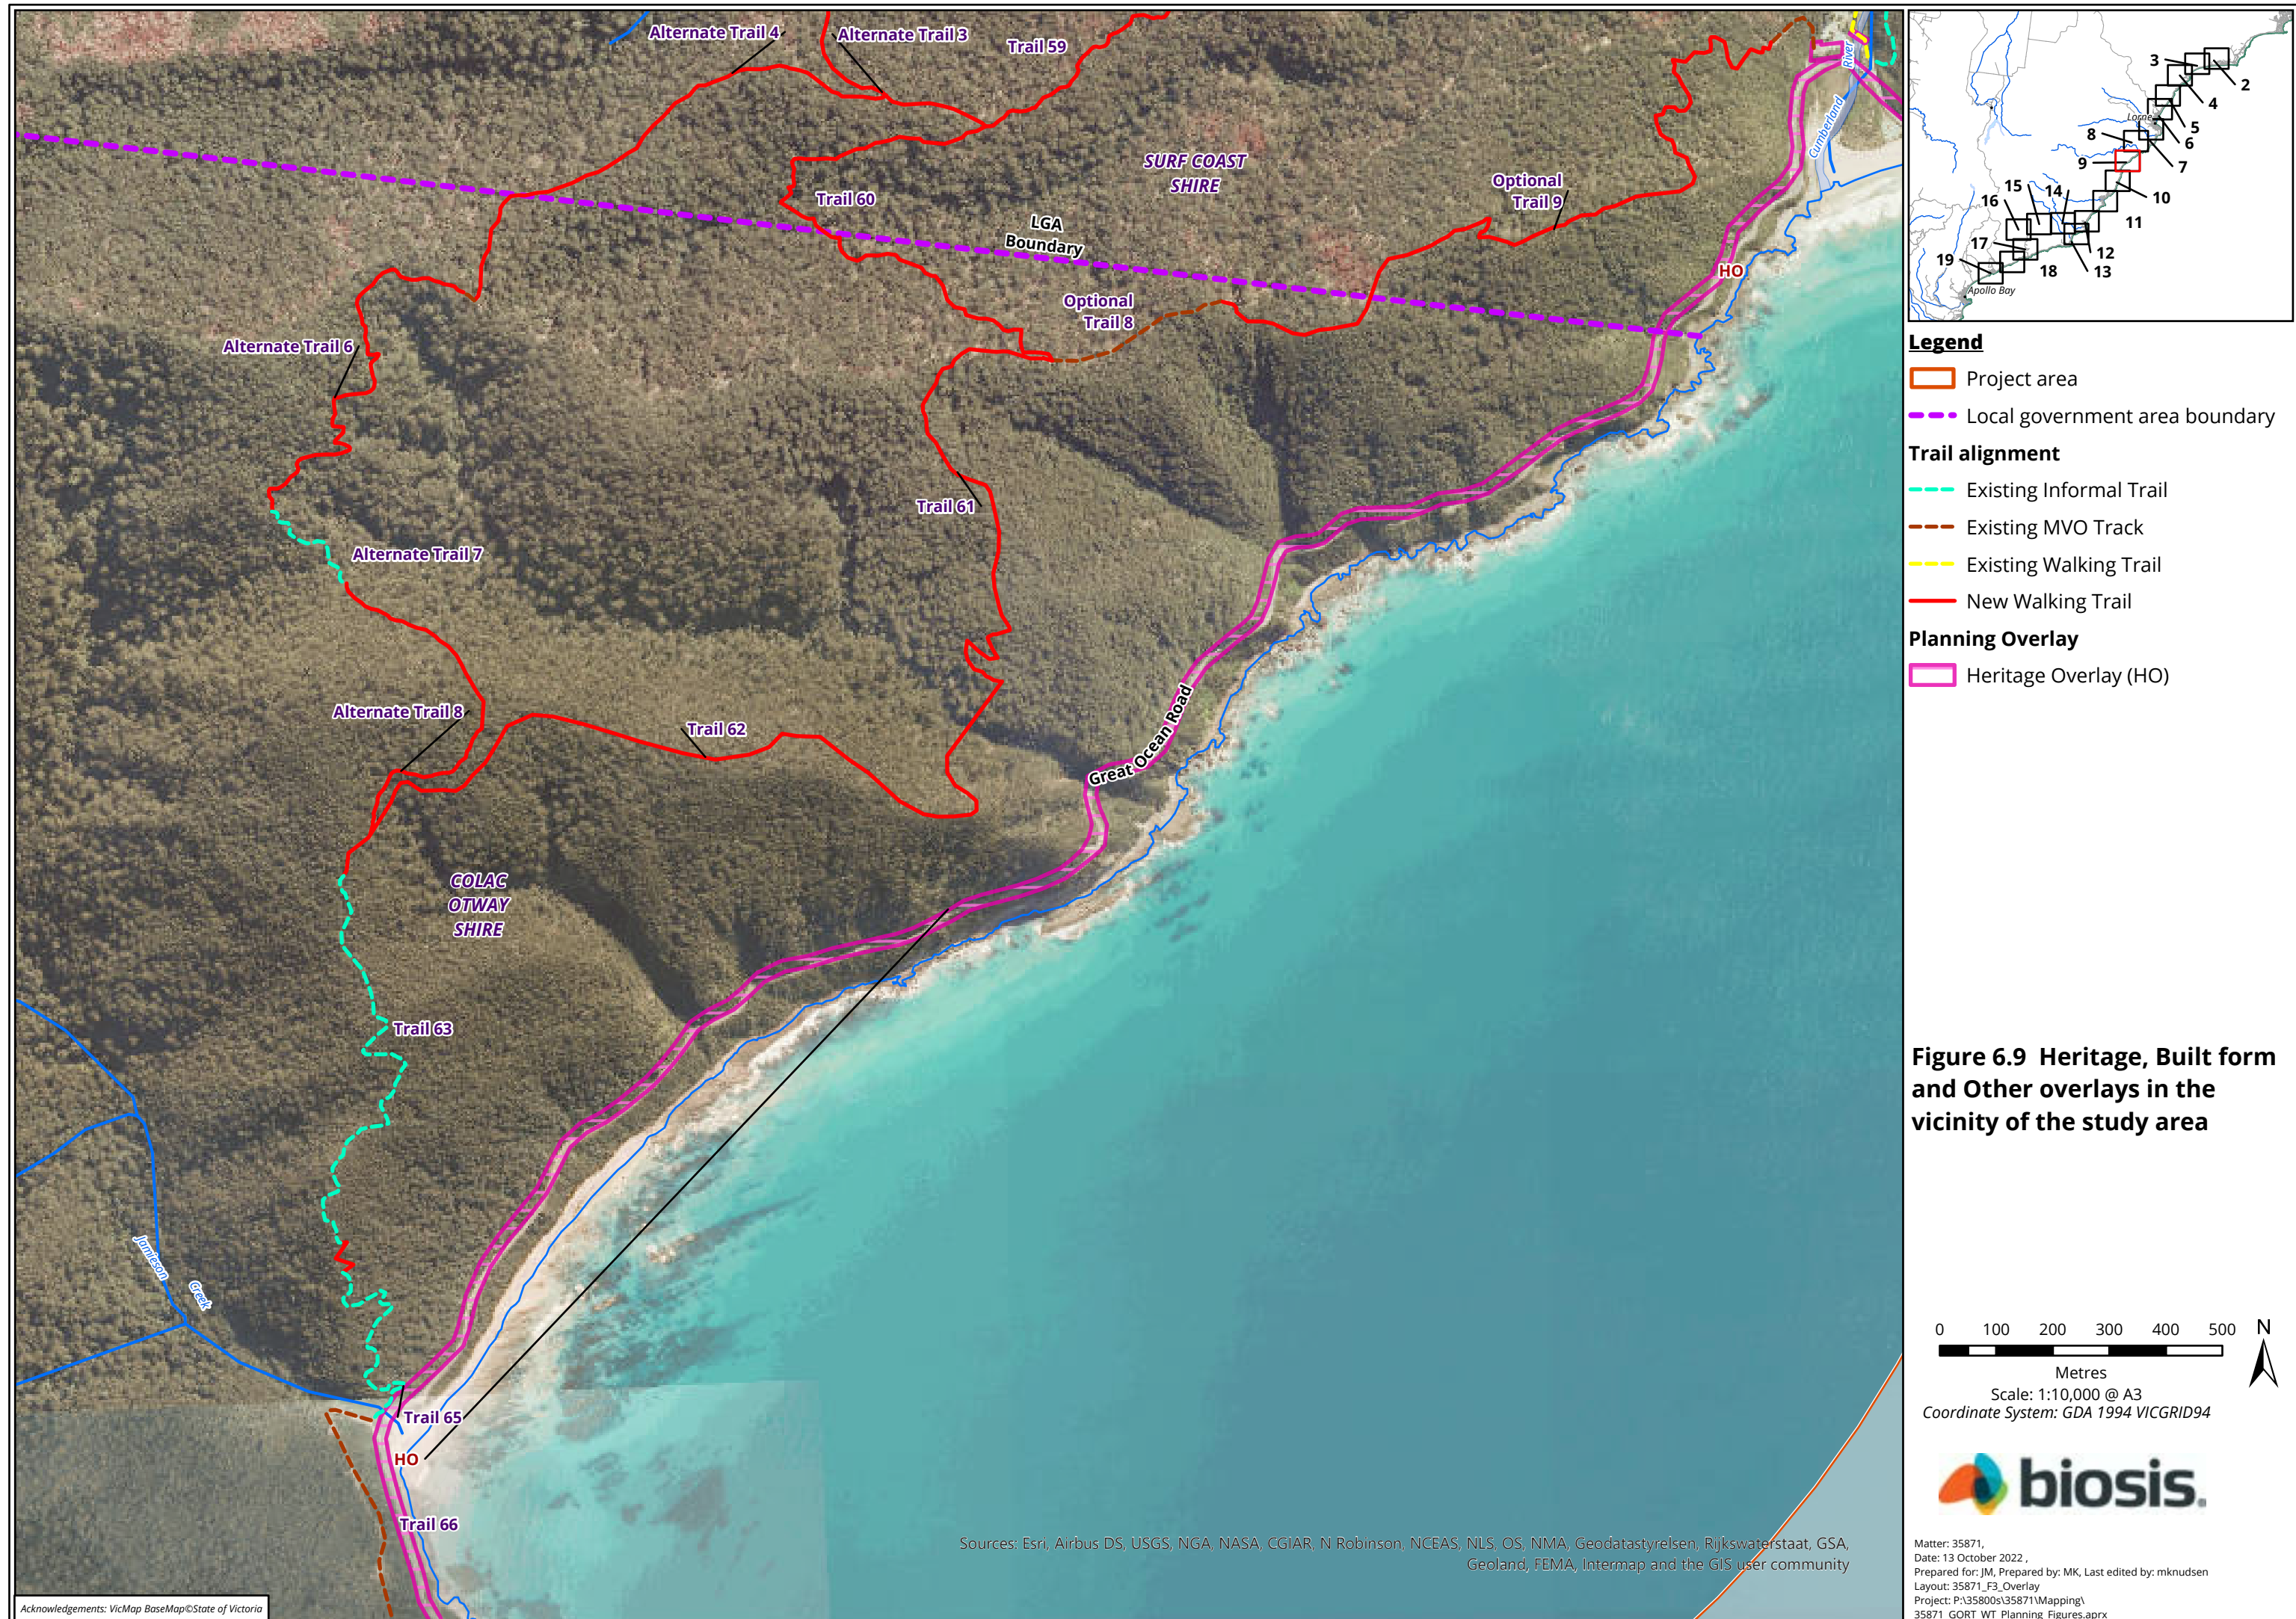 Alternate Trail 4
Alternate Trail 3
Trail 59
SURF COAST
SHIRE
Trail 60
LGA
Boundary
Optional
Trail 9
Optional
Trail 8
HO
Cumberland
River
Alternate Trail 6
Trail 61
Alternate Trail 7
Alternate Trail 8
Trail 62
Great Ocean Road
COLAC
OTWAY
SHIRE
Trail 63
Jamieson
Creek
Trail 65
HO
Trail 66
Sources: Esri, Airbus DS, USGS, NGA, NASA, CGIAR, N Robinson, NCEAS, NLS, OS, NMA, Geodatastyrelsen, Rijkswaterstaat, GSA,
Geoland, FEMA, Intermap and the GIS user community
Acknowledgements: VicMap BaseMap©State of Victoria
3
2
4
Lorne
5
8
6
9
7
10
15
14
16
11
17
12
19
18
13
Apollo Bay
Legend
Project area
Local government area boundary
Trail alignment
Existing Informal Trail
Existing MVO Track
Existing Walking Trail
New Walking Trail
Planning Overlay
Heritage Overlay (HO)
Figure 6.9 Heritage, Built form
and Other overlays in the
vicinity of the study area
0 100 200 300 400 500
N
Metres
Scale: 1:10,000 @ A3
Coordinate System: GDA 1994 VICGRID94
biosis.
Matter: 35871,
Date: 13 October 2022 ,
Prepared for: JM, Prepared by: MK, Last edited by: mknudsen
Layout: 35871_F3_Overlay
Project: P:\35800s\35871\Mapping\
35871_GORT_WT_Planning_Figures.aprx